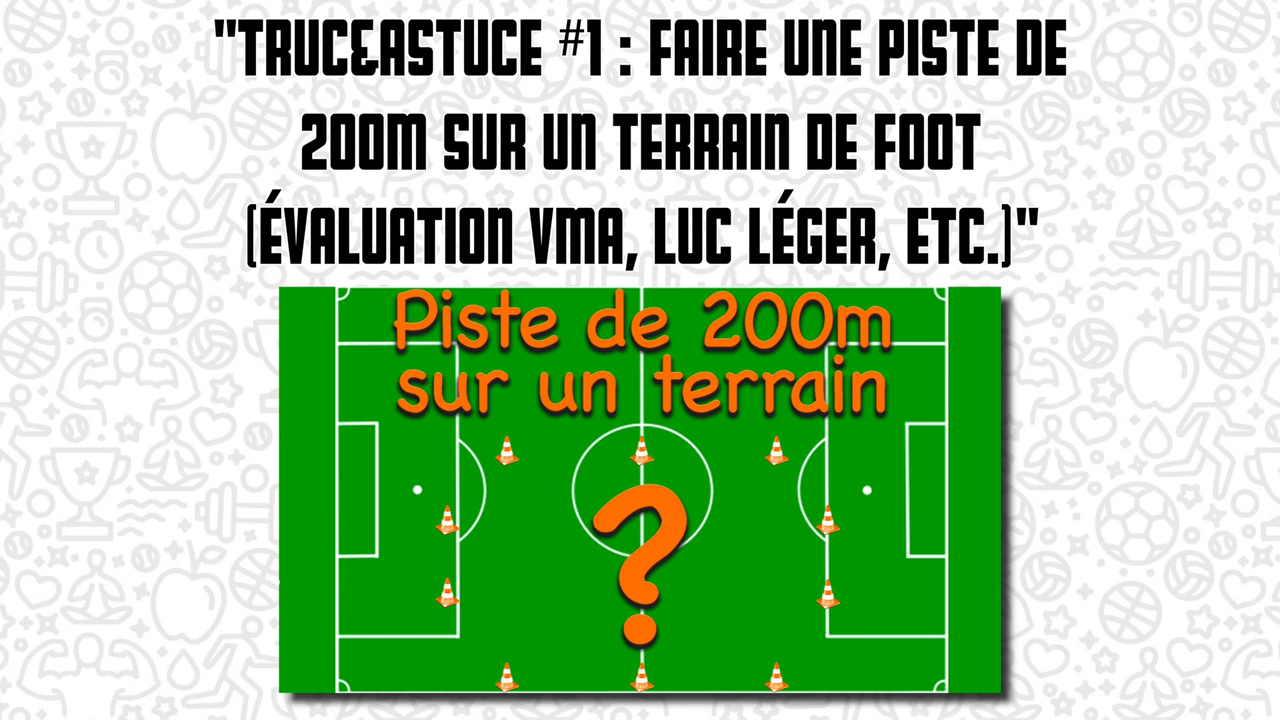 "TRUC&ASTUCE #1 : FAIRE UNE PISTE DE
200M SUR UN TERRAIN DE FOOT
(ÉVALUATION VMA, LUC LÉGER, ETC.)"
Piste de 200m
sur un terrain
?